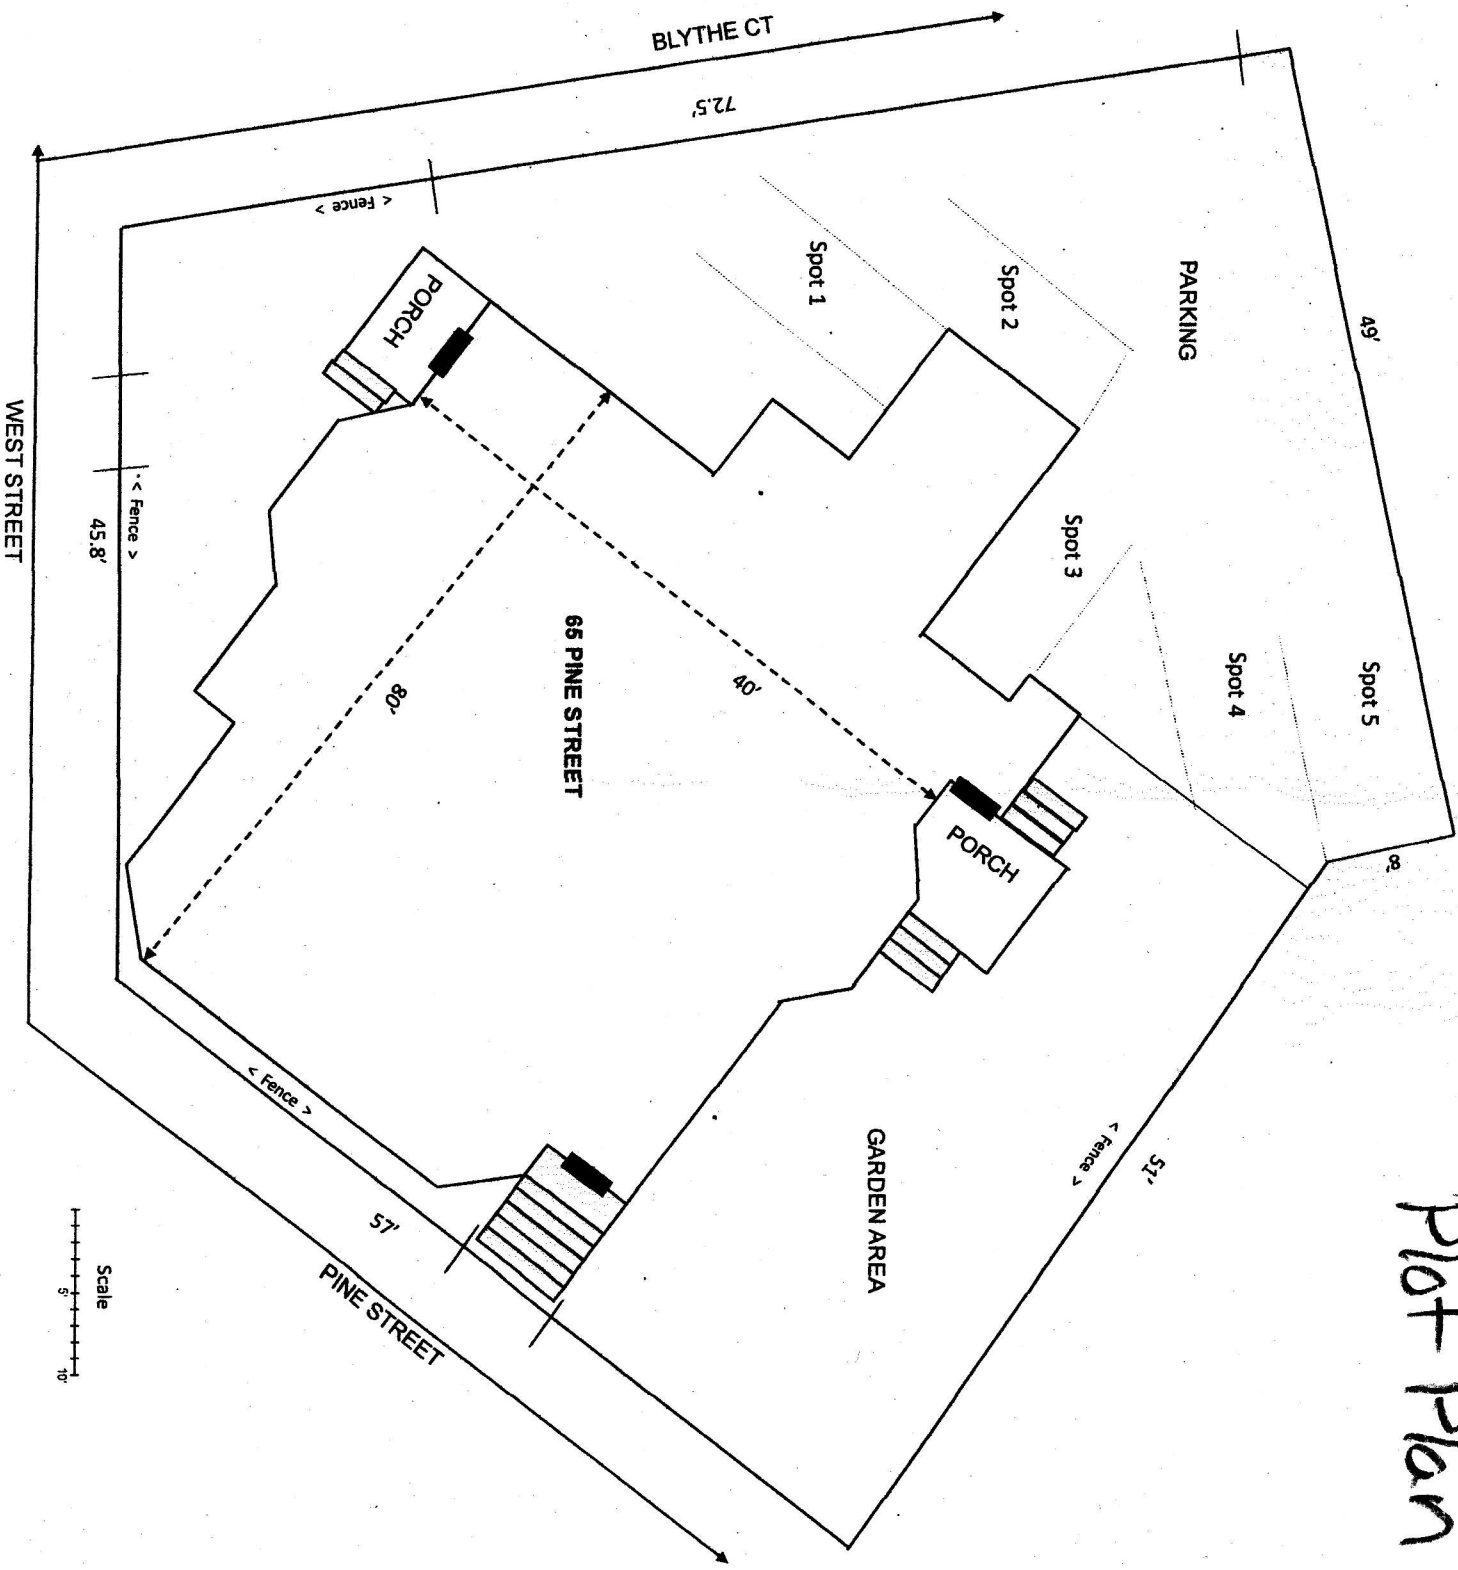 Plot Plan
BLYTHE CT
72.5'
< Fence >
PORCH
Spot 1
Spot 2
PARKING
49'
Spot 3
Spot 4
Spot 5
8'
WEST STREET
45.8'
< Fence >
65 PINE STREET
80'
40'
PORCH
GARDEN AREA
< Fence >
51'
< Fence >
57'
PINE STREET
Scale
5'
10'